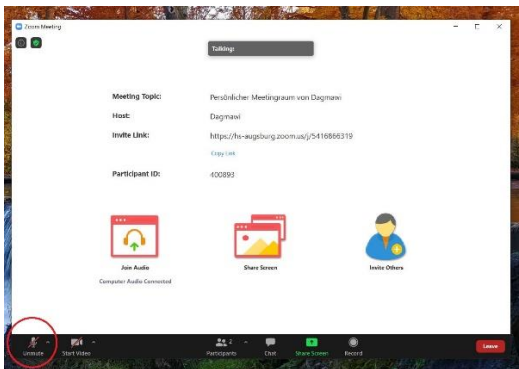 Zoom Meeting
Talking:
Meeting Topic: Persönlicher Meetingraum von Dagmawi
Host: Dagmawi
Invite Link: https://hs-augsburg.zoom.us/j/5416866319
Copy Link
Participant ID: 400893
Join Audio Share Screen Invite Others
Computer Audio Connected
Unmute Start Video Participants 2 Chat Share Screen Record Leave